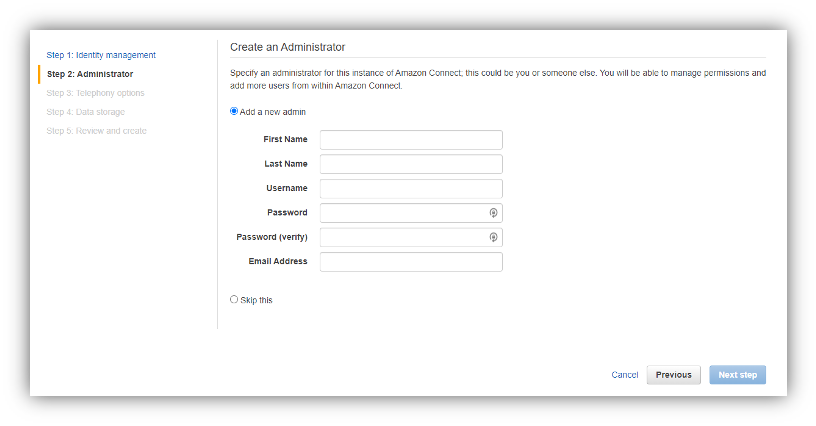 Step 1: Identity management
Step 2: Administrator
Step 3: Telephony options
Step 4: Data storage
Step 5: Review and create
Create an Administrator
Specify an administrator for this instance of Amazon Connect; this could be you or someone else. You will be able to manage permissions and
add more users from within Amazon Connect.
Add a new admin
First Name
Last Name
Username
Password
Password (verify)
Email Address
Skip this
Cancel Previous Next step